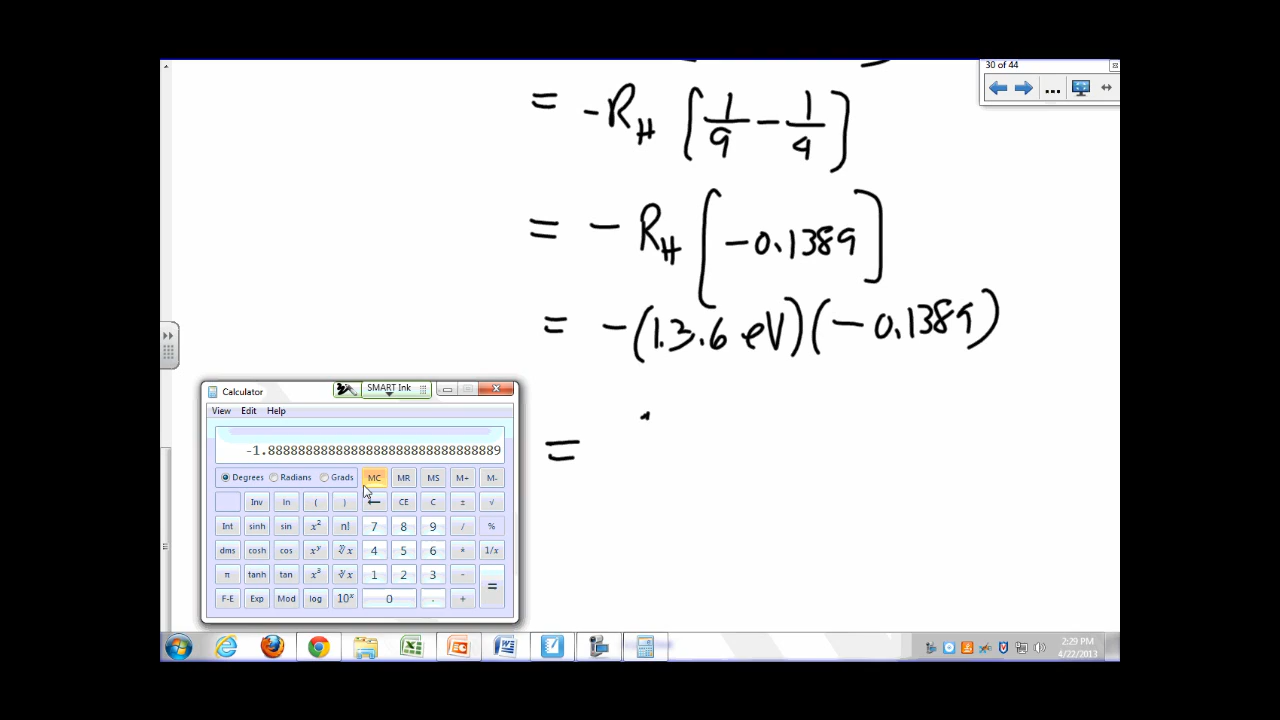 30 of 44
= -R_H [1/9 - 1/4]
= - R_H [-0.1389]
= -(13.6 eV)(-0.1389)
=
Calculator
SMART Ink
View Edit Help
-1.8888888888888888888888888888889
Degrees Radians Grads MC MR MS M+ M-
Inv ln ( ) ← CE C ± √
Int sinh sin x² n! 7 8 9 / %
dms cosh cos xʸ ʸ√x 4 5 6 * 1/x
π tanh tan x³ ³√x 1 2 3 - =
F-E Exp Mod log 10ˣ 0 . +
2:29 PM
4/22/2013